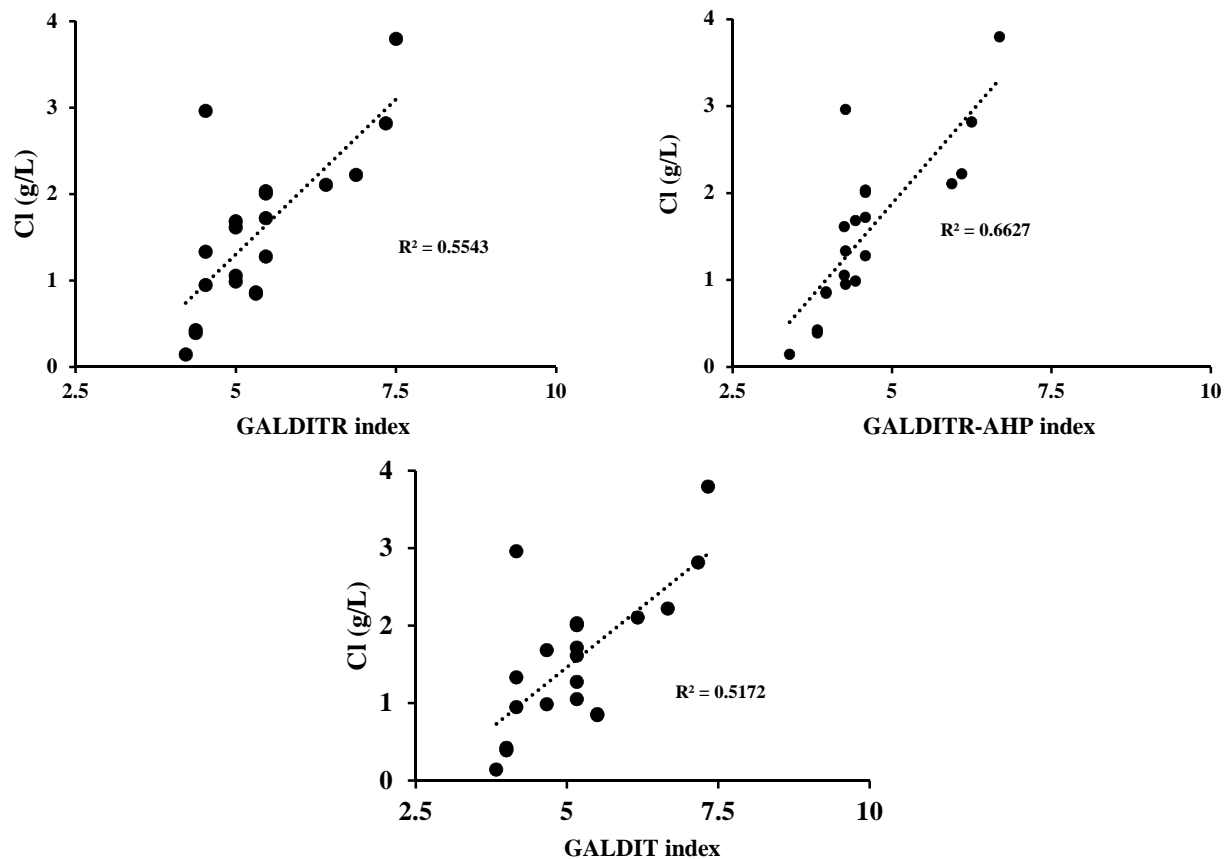 4
3
2
1
0
Cl (g/L)
R² = 0.5543
2.5 5 7.5 10
GALDITR index
4
3
2
1
0
Cl (g/L)
R² = 0.6627
2.5 5 7.5 10
GALDITR-AHP index
4
3
2
1
0
Cl (g/L)
R² = 0.5172
2.5 5 7.5 10
GALDIT index